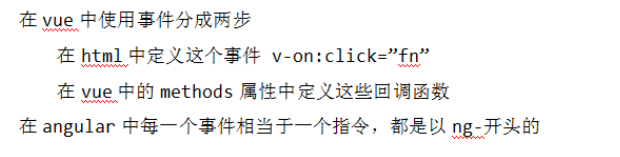 在 vue 中使用事件分成两步
在 html 中定义这个事件 v-on:click=”fn”
在 vue 中的 methods 属性中定义这些回调函数
在 angular 中每一个事件相当于一个指令，都是以 ng-开头的